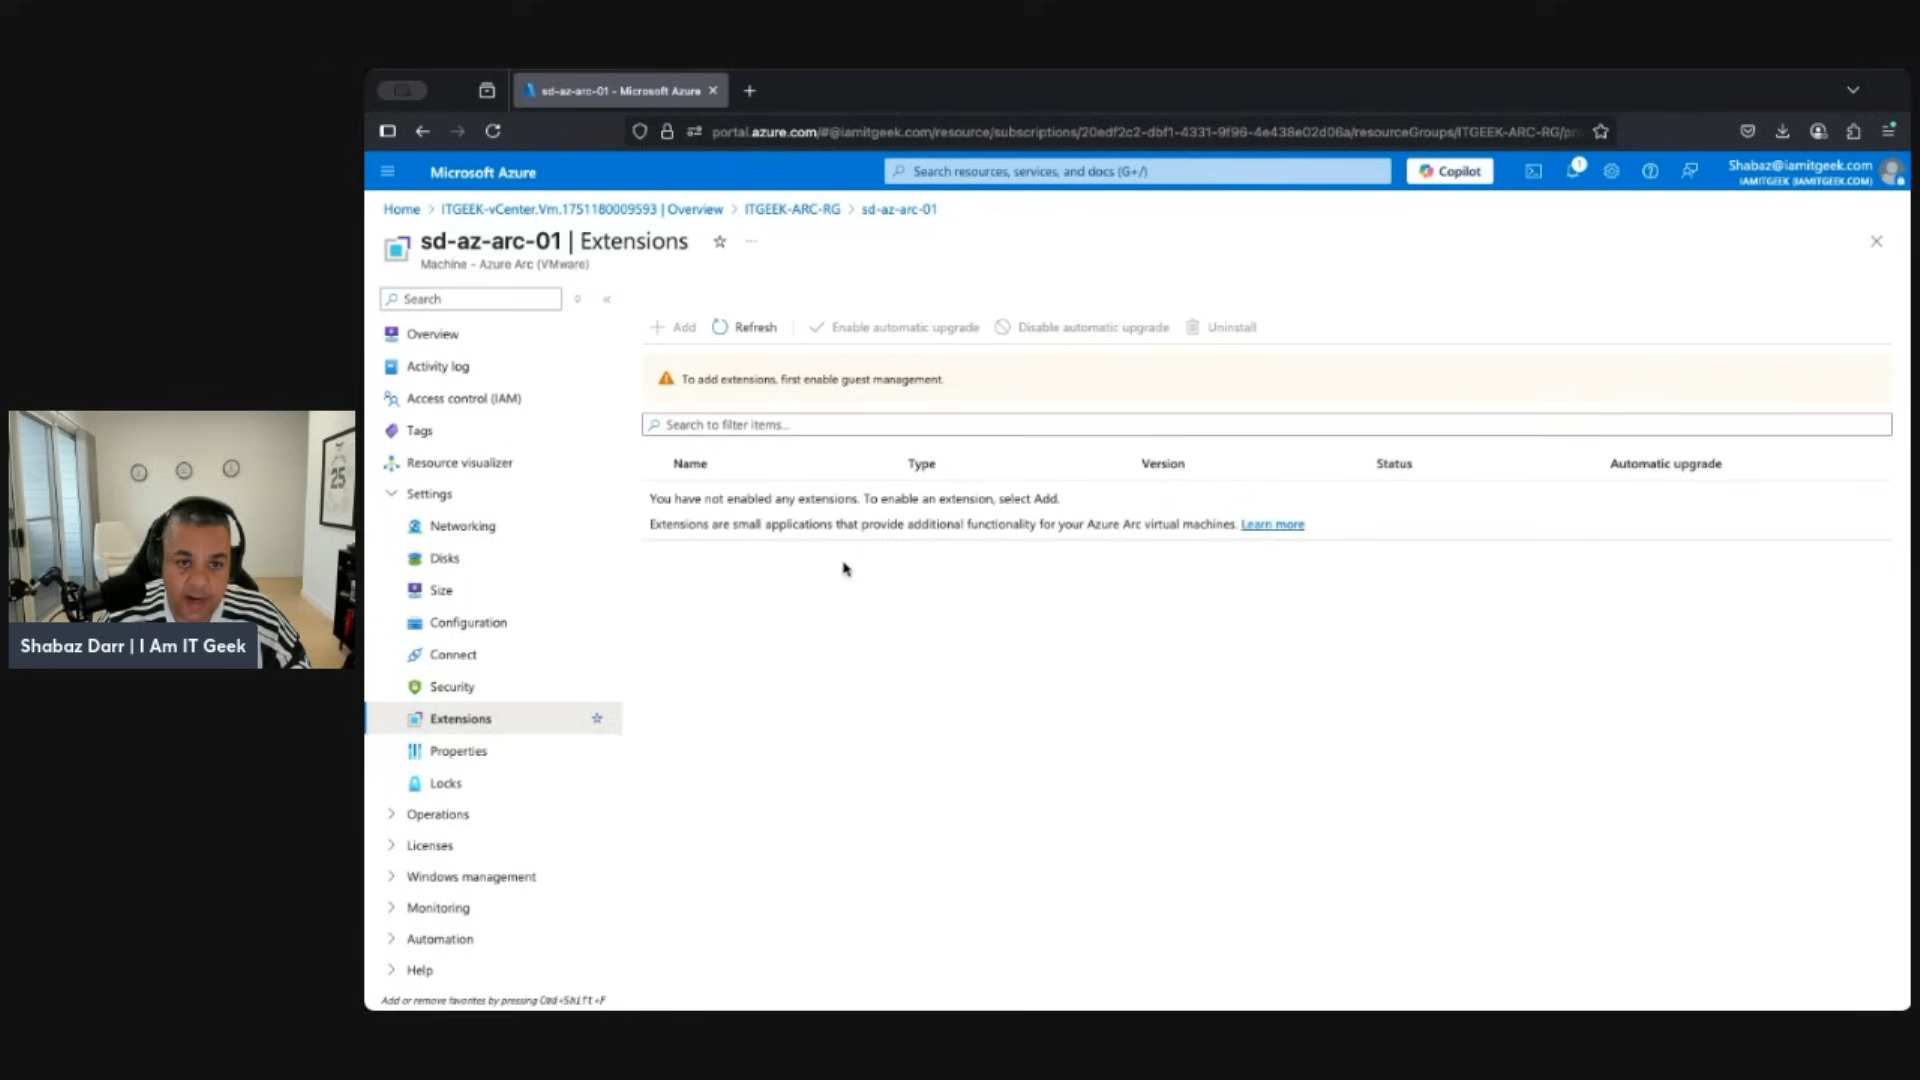 sd-az-arc-01 - Microsoft Azure
portal.azure.com/#@iamitgeek.com/resource/subscriptions/20edf2c2-dbf1-4331-9f96-4e438e02d06a/resourceGroups/ITGEEK-ARC-RG/pr
Microsoft Azure
Search resources, services, and docs (G+/)
Copilot
1
Shabaz@iamitgeek.com
IAMITGEEK (IAMITGEEK.COM)
Home > ITGEEK-vCenter.Vm.1751180009593 | Overview > ITGEEK-ARC-RG > sd-az-arc-01
sd-az-arc-01 | Extensions
Machine - Azure Arc (VMware)
Search
Overview
Activity log
Access control (IAM)
Tags
Resource visualizer
Settings
Networking
Disks
Size
Configuration
Connect
Security
Extensions
Properties
Locks
Operations
Licenses
Windows management
Monitoring
Automation
Help
Add or remove favorites by pressing Cmd+Shift+F
Add Refresh Enable automatic upgrade Disable automatic upgrade Uninstall
To add extensions, first enable guest management.
Search to filter items...
Name Type Version Status Automatic upgrade
You have not enabled any extensions. To enable an extension, select Add.
Extensions are small applications that provide additional functionality for your Azure Arc virtual machines. Learn more
25
Shabaz Darr | I Am IT Geek